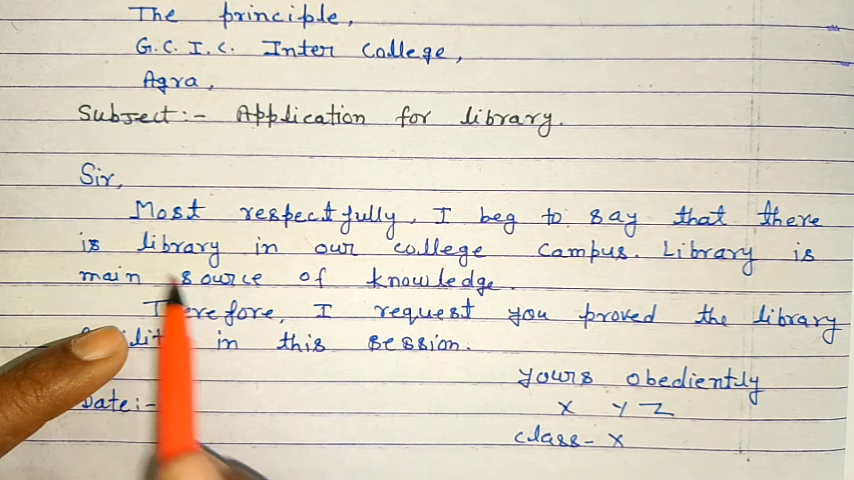 The principle,
G.C.I.C. Inter College,
Agra,
Subject:- Application for library.
Sir,
Most respectfully, I beg to say that there
is library in our college campus. Library is
main source of knowledge.
Therefore, I request you proved the library
in this session.
Yours obediently
X Y Z
Date:-
class- X